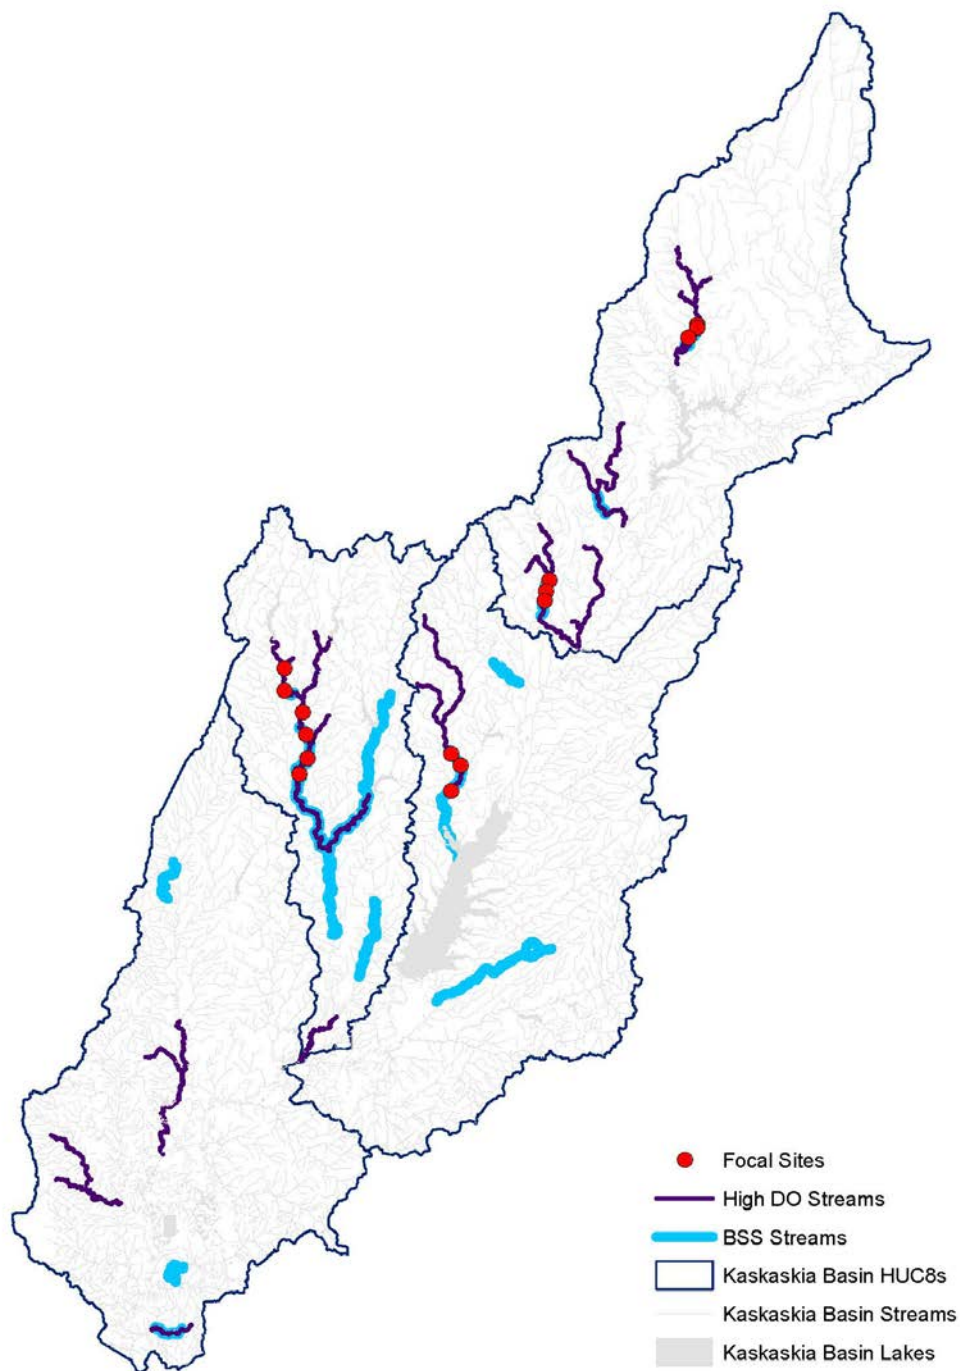 Focal Sites
High DO Streams
BSS Streams
Kaskaskia Basin HUC8s
Kaskaskia Basin Streams
Kaskaskia Basin Lakes